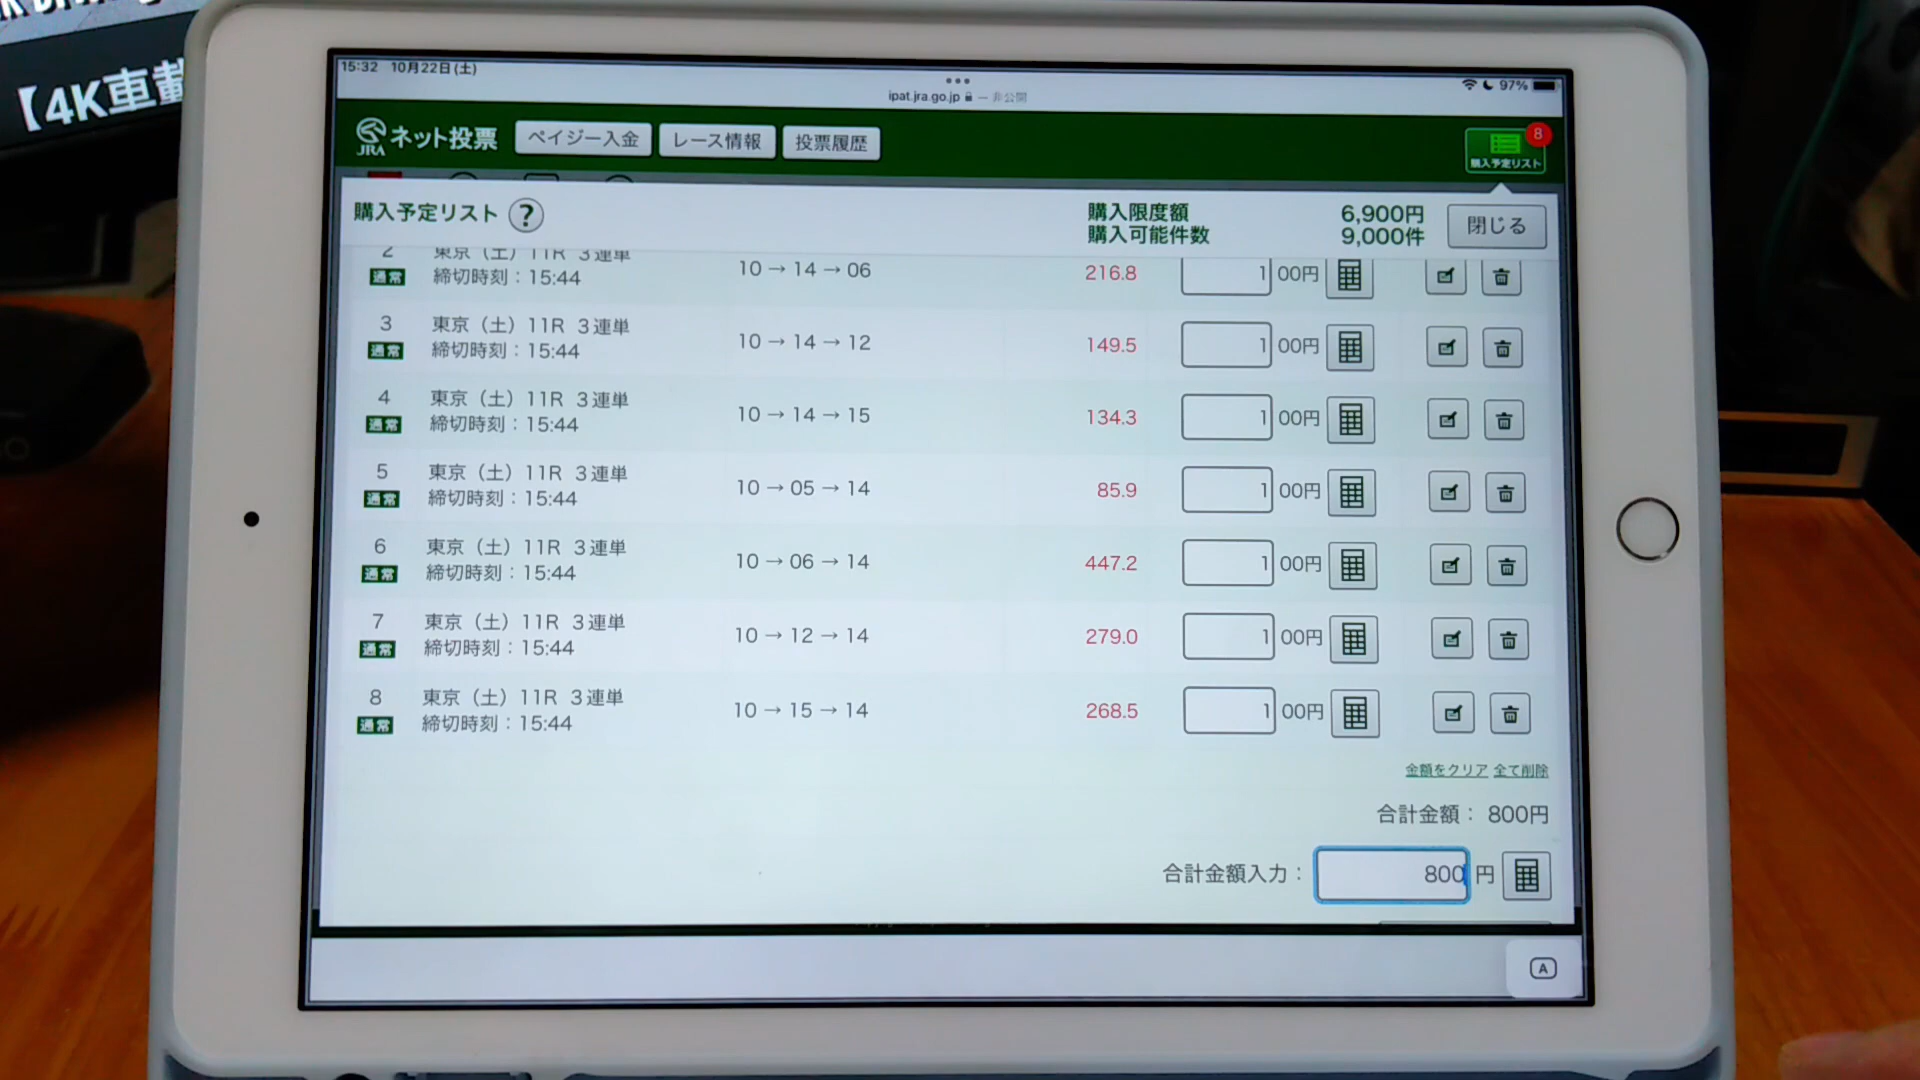 【4K車載
15:32 10月22日(土)
ipat.jra.go.jp — 非公開
97%
JRA ネット投票 ペイジー入金 レース情報 投票履歴
8
購入予定リスト
購入予定リスト ?
購入限度額 6,900円
購入可能件数 9,000件
閉じる
2 東京（土）11R 3連単
通常 締切時刻：15:44 10→14→06 216.8 1 00円
3 東京（土）11R 3連単
通常 締切時刻：15:44 10→14→12 149.5 1 00円
4 東京（土）11R 3連単
通常 締切時刻：15:44 10→14→15 134.3 1 00円
5 東京（土）11R 3連単
通常 締切時刻：15:44 10→05→14 85.9 1 00円
6 東京（土）11R 3連単
通常 締切時刻：15:44 10→06→14 447.2 1 00円
7 東京（土）11R 3連単
通常 締切時刻：15:44 10→12→14 279.0 1 00円
8 東京（土）11R 3連単
通常 締切時刻：15:44 10→15→14 268.5 1 00円
金額をクリア 全て削除
合計金額： 800円
合計金額入力： 800 円
A